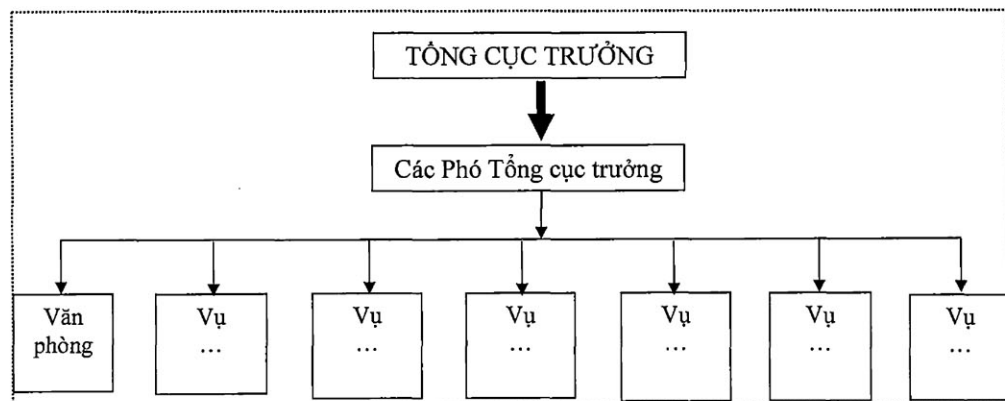 TỔNG CỤC TRƯỞNG
Các Phó Tổng cục trưởng
Văn
phòng
Vụ
...
Vụ
...
Vụ
...
Vụ
...
Vụ
...
Vụ
...